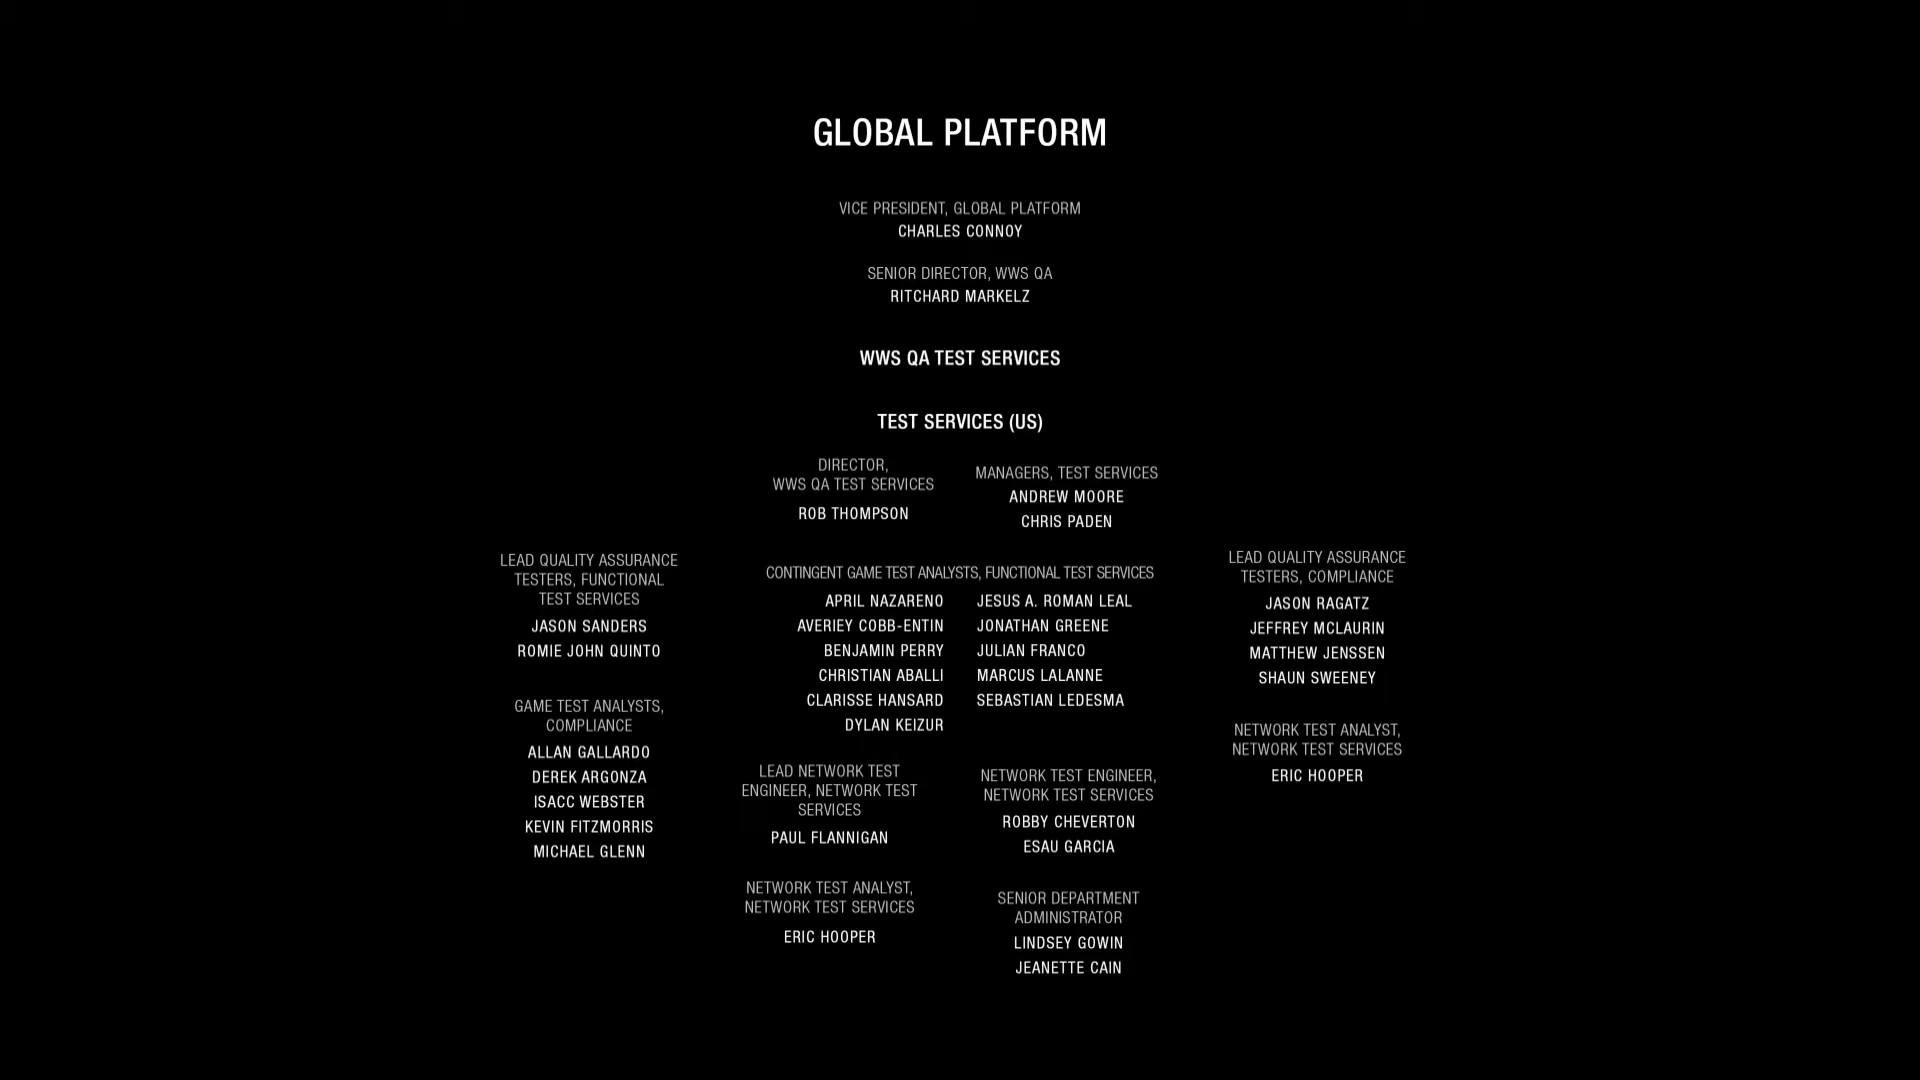 GLOBAL PLATFORM
VICE PRESIDENT, GLOBAL PLATFORM
CHARLES CONNOY
SENIOR DIRECTOR, WWS QA
RITCHARD MARKELZ
WWS QA TEST SERVICES
TEST SERVICES (US)
DIRECTOR,
WWS QA TEST SERVICES
ROB THOMPSON
MANAGERS, TEST SERVICES
ANDREW MOORE
CHRIS PADEN
LEAD QUALITY ASSURANCE
TESTERS, FUNCTIONAL
TEST SERVICES
JASON SANDERS
ROMIE JOHN QUINTO
GAME TEST ANALYSTS,
COMPLIANCE
ALLAN GALLARDO
DEREK ARGONZA
ISACC WEBSTER
KEVIN FITZMORRIS
MICHAEL GLENN
CONTINGENT GAME TEST ANALYSTS, FUNCTIONAL TEST SERVICES
APRIL NAZARENO
AVERIEY COBB-ENTIN
BENJAMIN PERRY
CHRISTIAN ABALLI
CLARISSE HANSARD
DYLAN KEIZUR
JESUS A. ROMAN LEAL
JONATHAN GREENE
JULIAN FRANCO
MARCUS LALANNE
SEBASTIAN LEDESMA
LEAD NETWORK TEST
ENGINEER, NETWORK TEST
SERVICES
PAUL FLANNIGAN
NETWORK TEST ENGINEER,
NETWORK TEST SERVICES
ROBBY CHEVERTON
ESAU GARCIA
NETWORK TEST ANALYST,
NETWORK TEST SERVICES
ERIC HOOPER
SENIOR DEPARTMENT
ADMINISTRATOR
LINDSEY GOWIN
JEANETTE CAIN
LEAD QUALITY ASSURANCE
TESTERS, COMPLIANCE
JASON RAGATZ
JEFFREY MCLAURIN
MATTHEW JENSSEN
SHAUN SWEENEY
NETWORK TEST ANALYST,
NETWORK TEST SERVICES
ERIC HOOPER